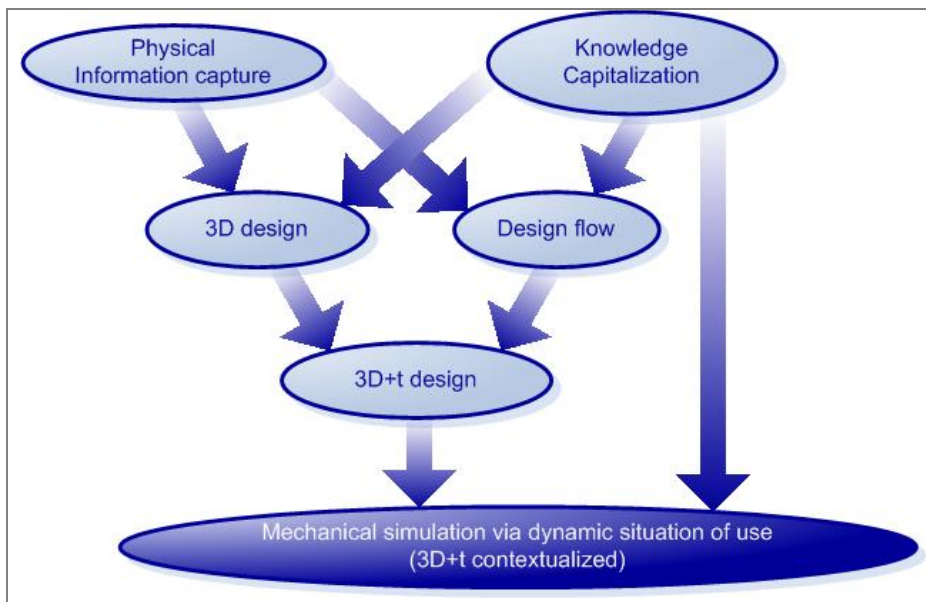 Physical
Information capture
Knowledge
Capitalization
3D design
Design flow
3D+t design
Mechanical simulation via dynamic situation of use
(3D+t contextualized)